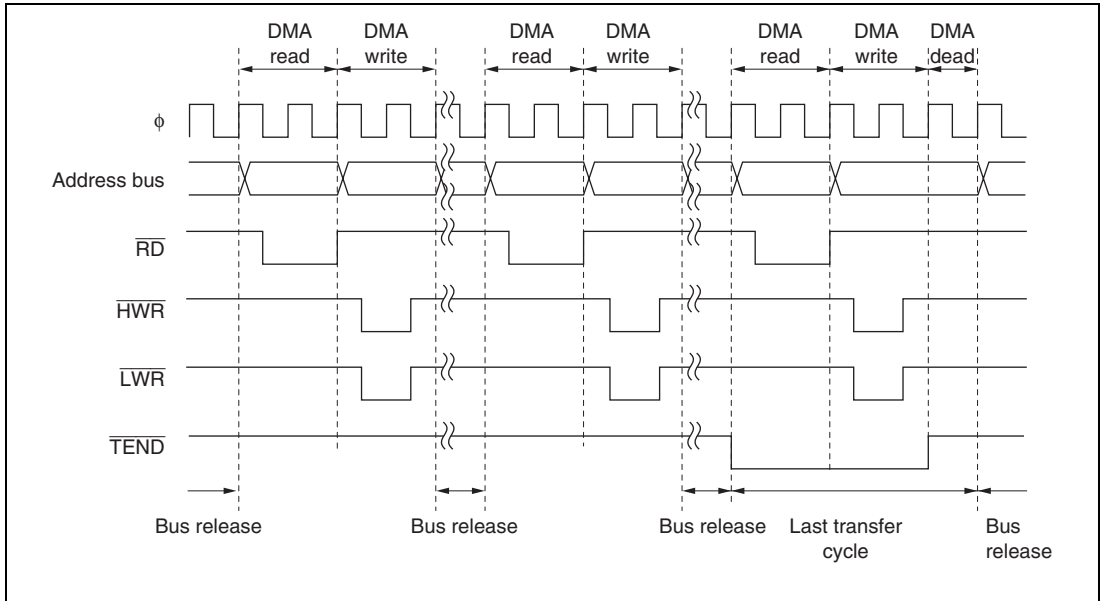 DMA read
DMA write
DMA read
DMA write
DMA read
DMA write
DMA dead
φ
Address bus
RD
HWR
LWR
TEND
Bus release
Bus release
Bus release
Last transfer cycle
Bus release